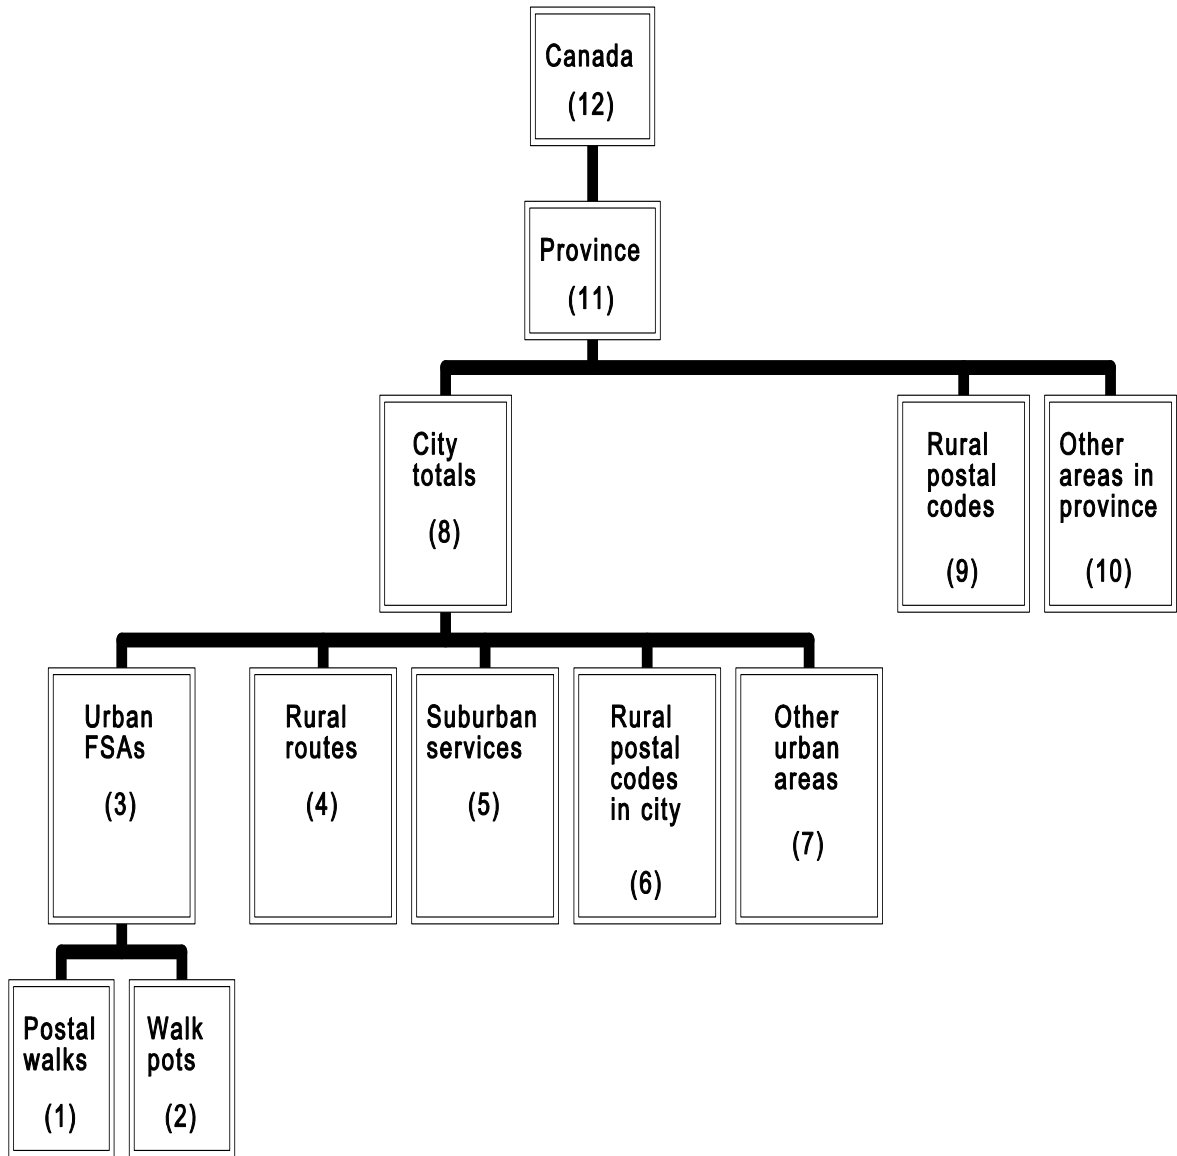 Canada
(12)
Province
(11)
City
totals
(8)
Rural
postal
codes
(9)
Other
areas in
province
(10)
Urban
FSAs
(3)
Rural
routes
(4)
Suburban
services
(5)
Rural
postal
codes
in city
(6)
Other
urban
areas
(7)
Postal
walks
(1)
Walk
pots
(2)